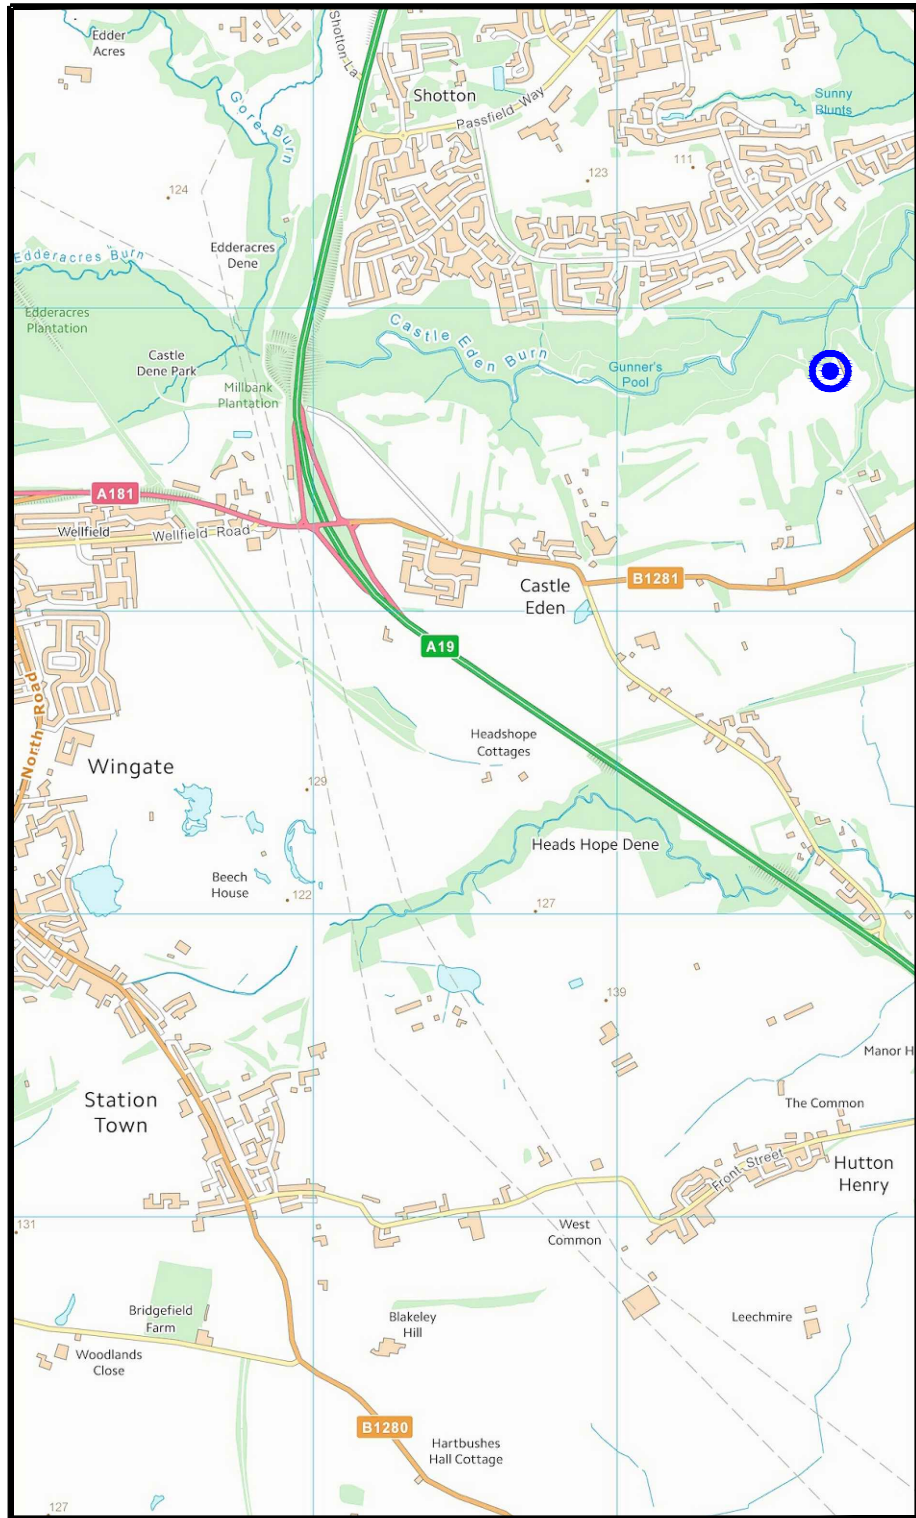 Edder
Acres
Shotton La
Shotton
Passfield Way
Sunny
Blunts
Gore Burn
123
111
124
Edderacres Burn
Edderacres
Dene
Edderacres
Plantation
Castle
Dene Park
Castle Eden Burn
Gunner's
Pool
Millbank
Plantation
A181
Wellfield
Wellfield Road
Castle
Eden
B1281
A19
North Road
Headshope
Cottages
Wingate
129
Heads Hope Dene
Beech
House
122
127
139
Manor H
Station
Town
The Common
Front Street
Hutton
Henry
131
West
Common
Bridgefield
Farm
Blakeley
Hill
Leechmire
Woodlands
Close
B1280
Hartbushes
Hall Cottage
127